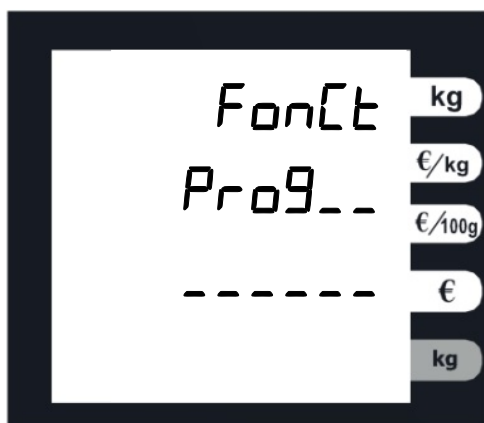 FonCt
kg
€/kg
Prog__
€/100g
------
€
kg